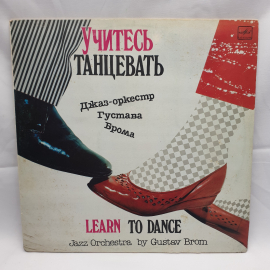 УЧИТЕСЬ
ТАНЦЕВАТЬ
Джаз-оркестр
Густава
Брома
LEARN TO DANCE
Jazz Orchestra by Gustav Brom